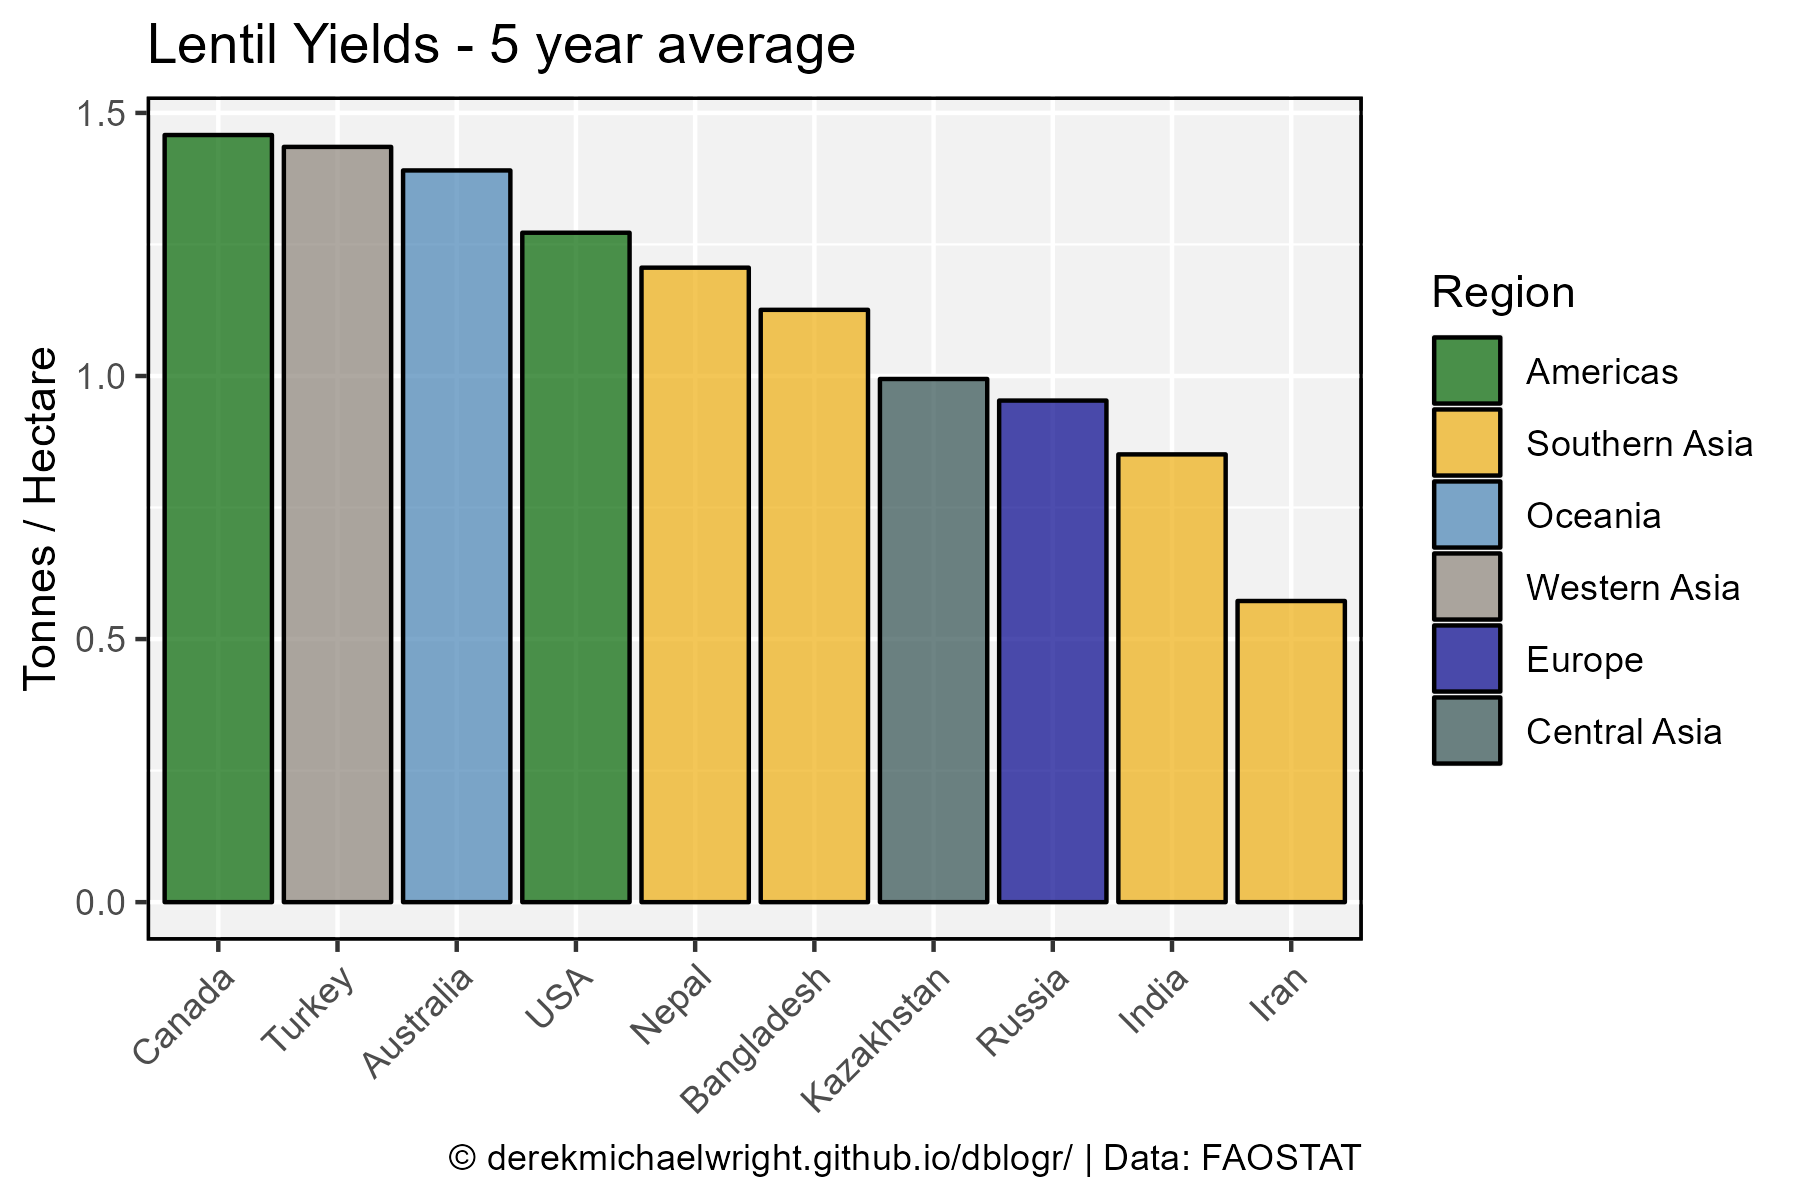 Lentil Yields - 5 year average
Tonnes / Hectare
1.5
1.0
0.5
0.0
Canada
Turkey
Australia
USA
Nepal
Bangladesh
Kazakhstan
Russia
India
Iran
Region
Americas
Southern Asia
Oceania
Western Asia
Europe
Central Asia
© derekmichaelwright.github.io/dblogr/ | Data: FAOSTAT